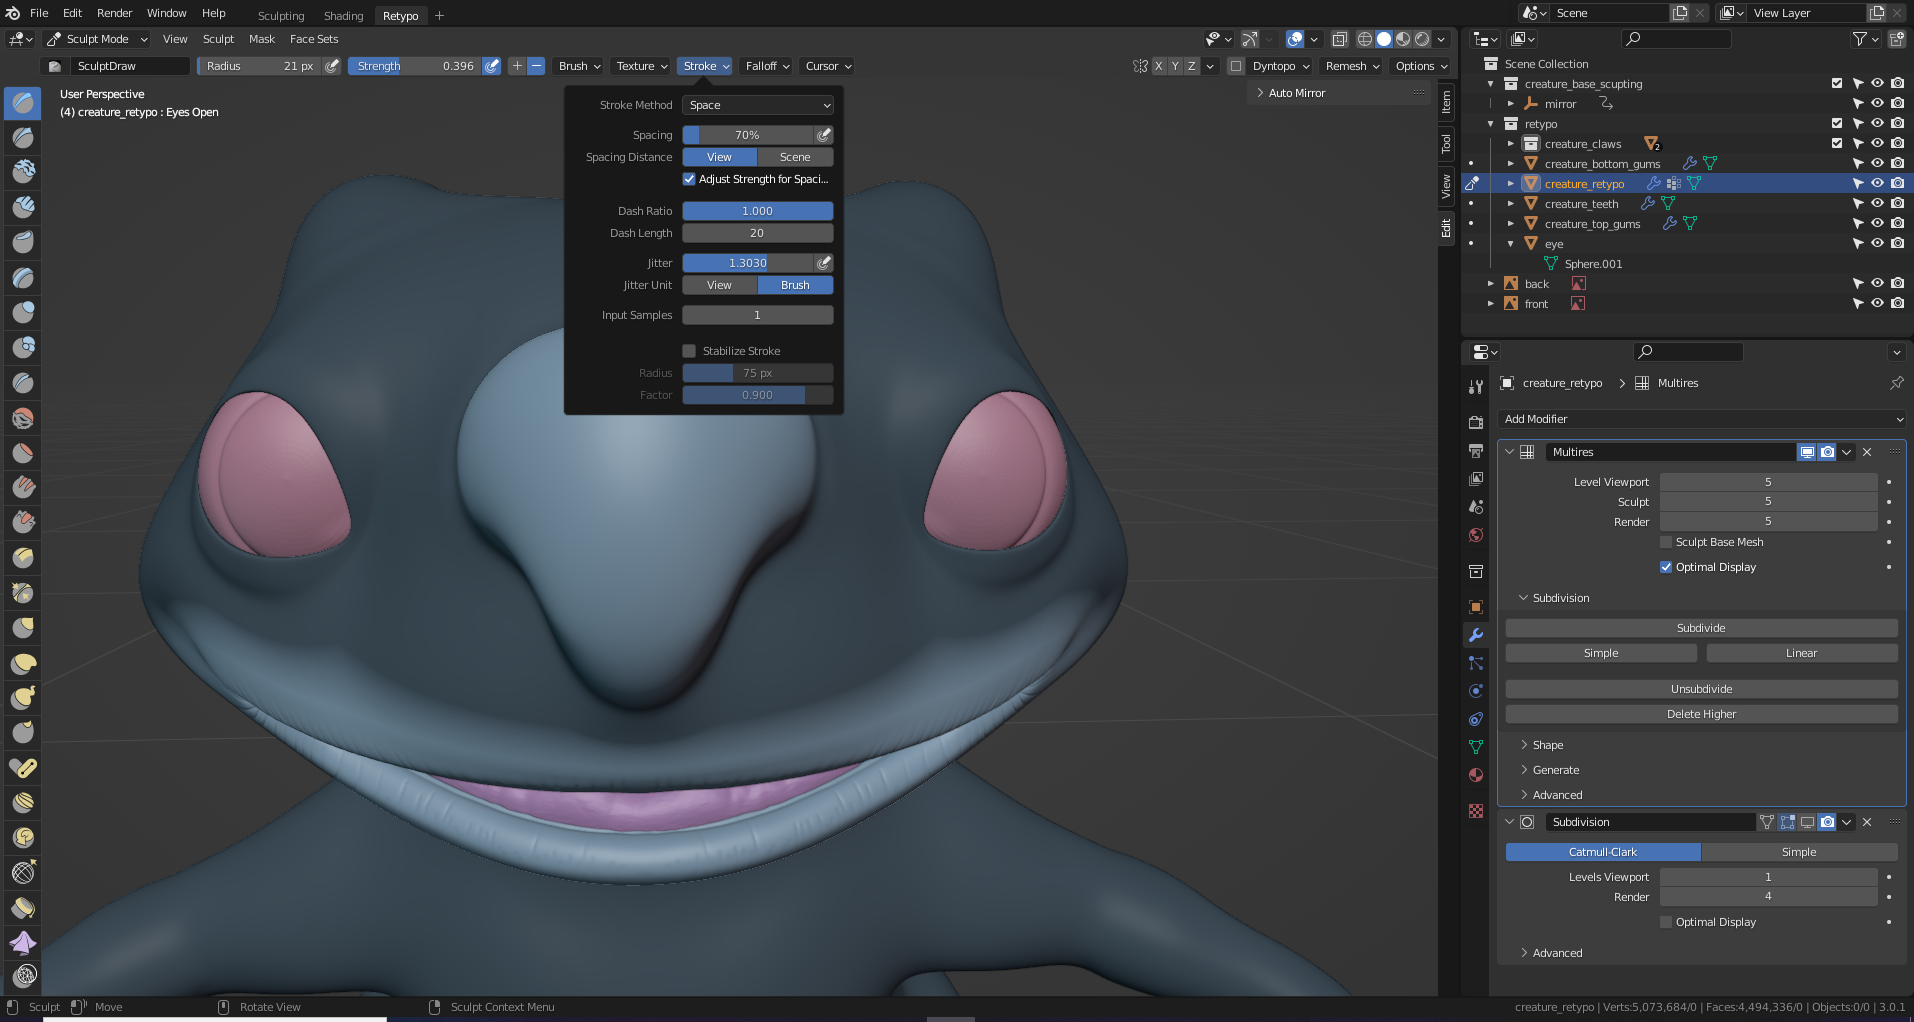 File Edit Render Window Help Sculpting Shading Retypo + Scene View Layer
Sculpt Mode View Sculpt Mask Face Sets
SculptDraw Radius 21 px Strength 0.396 Brush Texture Stroke Falloff Cursor X Y Z Dyntopo Remesh Options
User Perspective
(4) creature_retypo : Eyes Open
Auto Mirror
Item
Tool
View
Edit
Stroke Method Space
Spacing 70%
Spacing Distance View Scene
Adjust Strength for Spaci...
Dash Ratio 1.000
Dash Length 20
Jitter 1.3030
Jitter Unit View Brush
Input Samples 1
Stabilize Stroke
Radius 75 px
Factor 0.900
Scene Collection
creature_base_scupting
mirror
retypo
creature_claws 2
creature_bottom_gums
creature_retypo
creature_teeth
creature_top_gums
eye
Sphere.001
back
front
creature_retypo Multires
Add Modifier
Multires
Level Viewport 5
Sculpt 5
Render 5
Sculpt Base Mesh
Optimal Display
Subdivision
Subdivide
Simple Linear
Unsubdivide
Delete Higher
Shape
Generate
Advanced
Subdivision
Catmull-Clark Simple
Levels Viewport 1
Render 4
Optimal Display
Advanced
Sculpt Move Rotate View Sculpt Context Menu creature_retypo | Verts:5,073,684/0 | Faces:4,494,336/0 | Objects:0/0 | 3.0.1